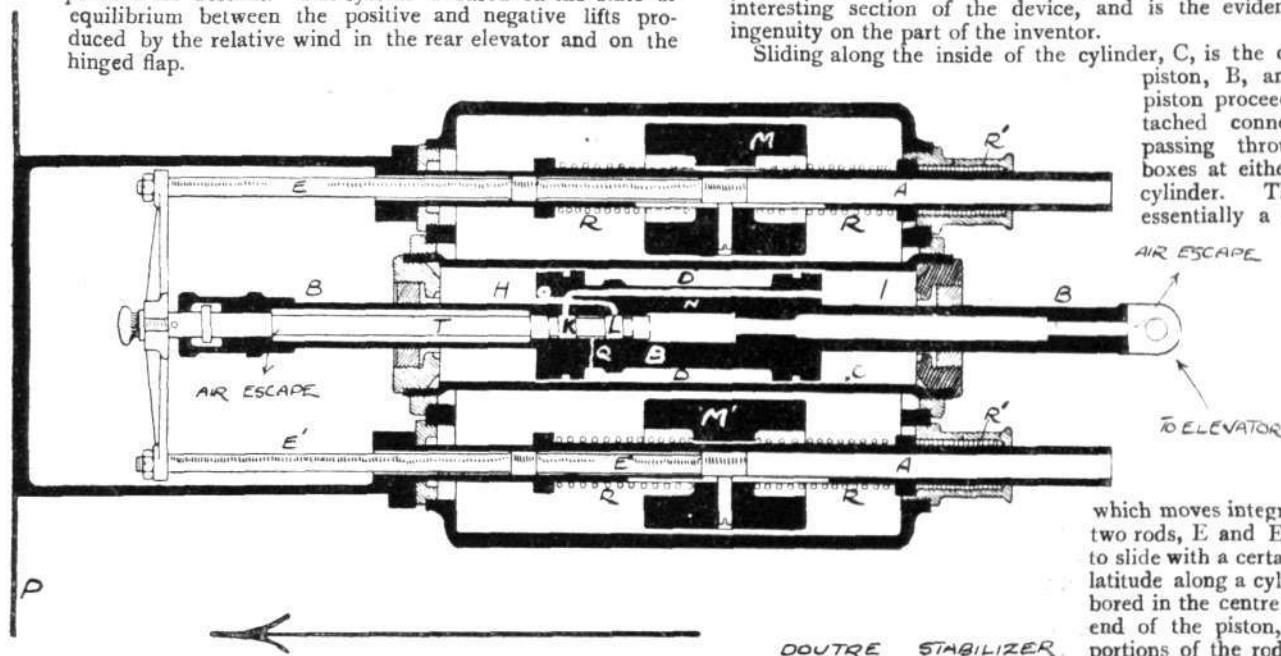 equilibrium between the positive and negative lifts pro-
duced by the relative wind in the rear elevator and on the
hinged flap.
interesting section of the device, and is the eviden
ingenuity on the part of the inventor.
Sliding along the inside of the cylinder, C, is the
piston, B, an
piston procee
tached conne
passing throu
boxes at eithe
cylinder. T
essentially a
M R'
E A
R R
AIR ESCAPE
B H D N I B
T K L
Q B
D .C
AIR ESCAPE
M' R'
TO ELEVATOR
E' E' A
R R
which moves integr
two rods, E and E
to slide with a certa
latitude along a cyl
bored in the centre
end of the piston,
portions of the rod
P
DOUTRE STABILIZER